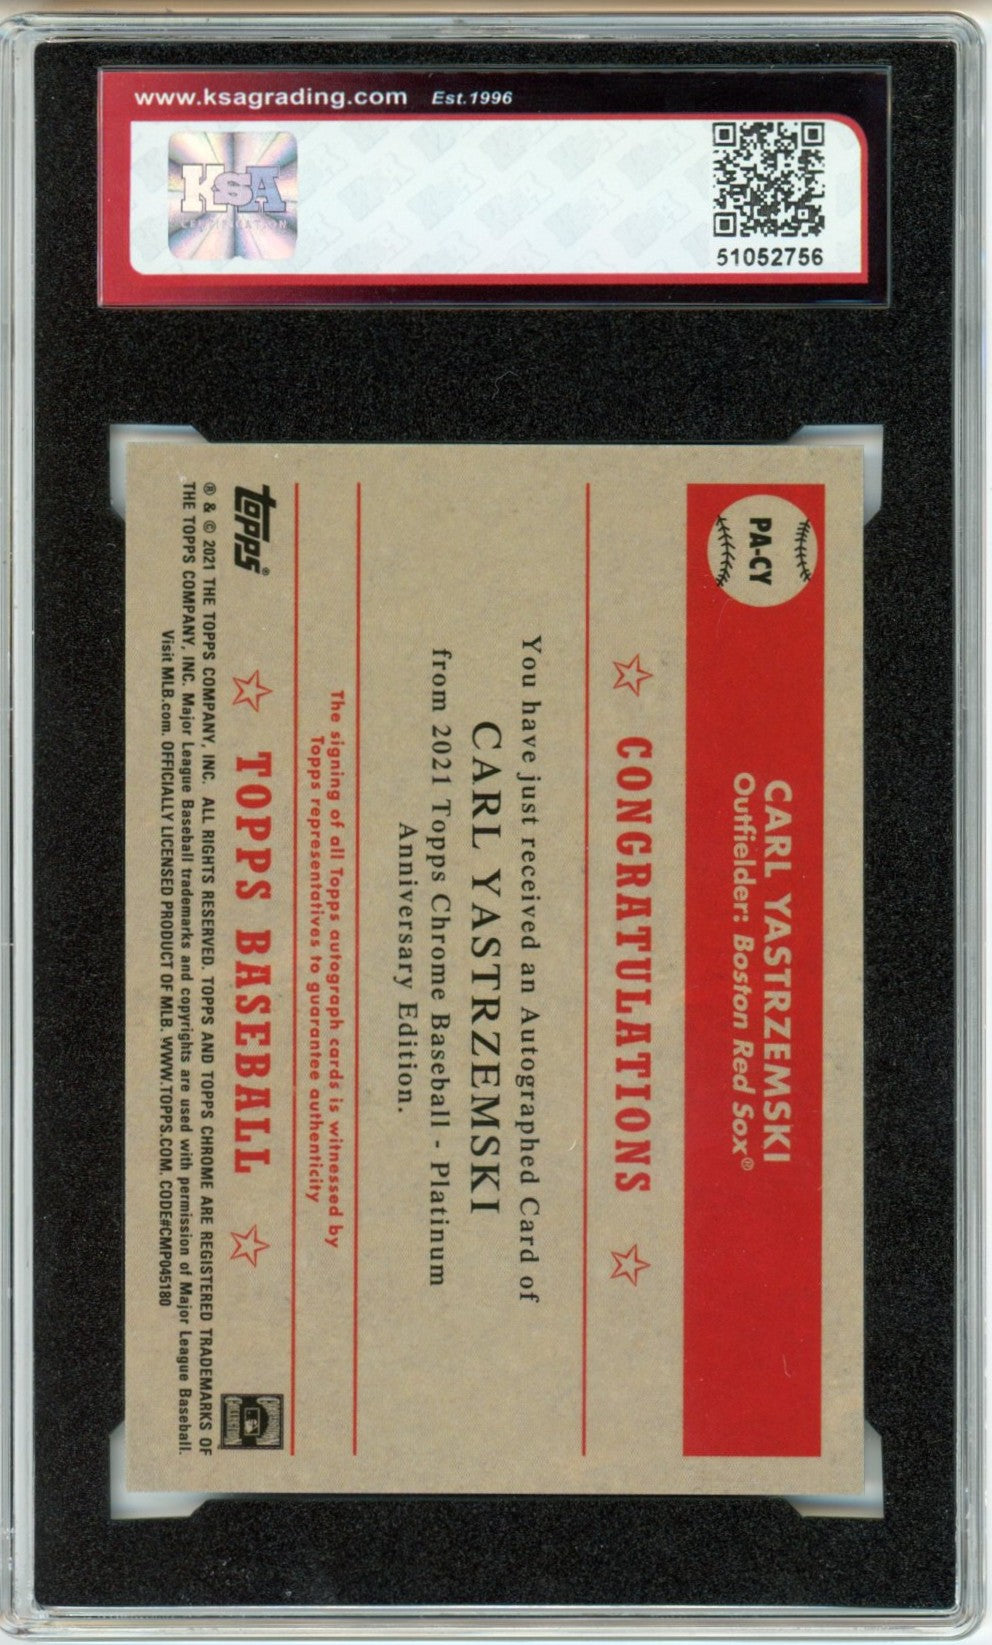 www.ksagrading.com Est.1996
KSA
CERTIFICATION
51052756
PA-CY
CARL YASTRZEMSKI
Outfielder: Boston Red Sox®
CONGRATULATIONS
You have just received an Autographed Card of
CARL YASTRZEMSKI
from 2021 Topps Chrome Baseball - Platinum
Anniversary Edition.
The signing of all Topps autograph cards is witnessed by
Topps representatives to guarantee authenticity
topps®
TOPPS BASEBALL
® & © 2021 THE TOPPS COMPANY, INC. ALL RIGHTS RESERVED. TOPPS AND TOPPS CHROME ARE REGISTERED TRADEMARKS OF
THE TOPPS COMPANY, INC. Major League Baseball trademarks and copyrights are used with permission of Major League Baseball.
Visit MLB.com. OFFICIALLY LICENSED PRODUCT OF MLB. WWW.TOPPS.COM. CODE#CMP045180
COOPERSTOWN
COLLECTION